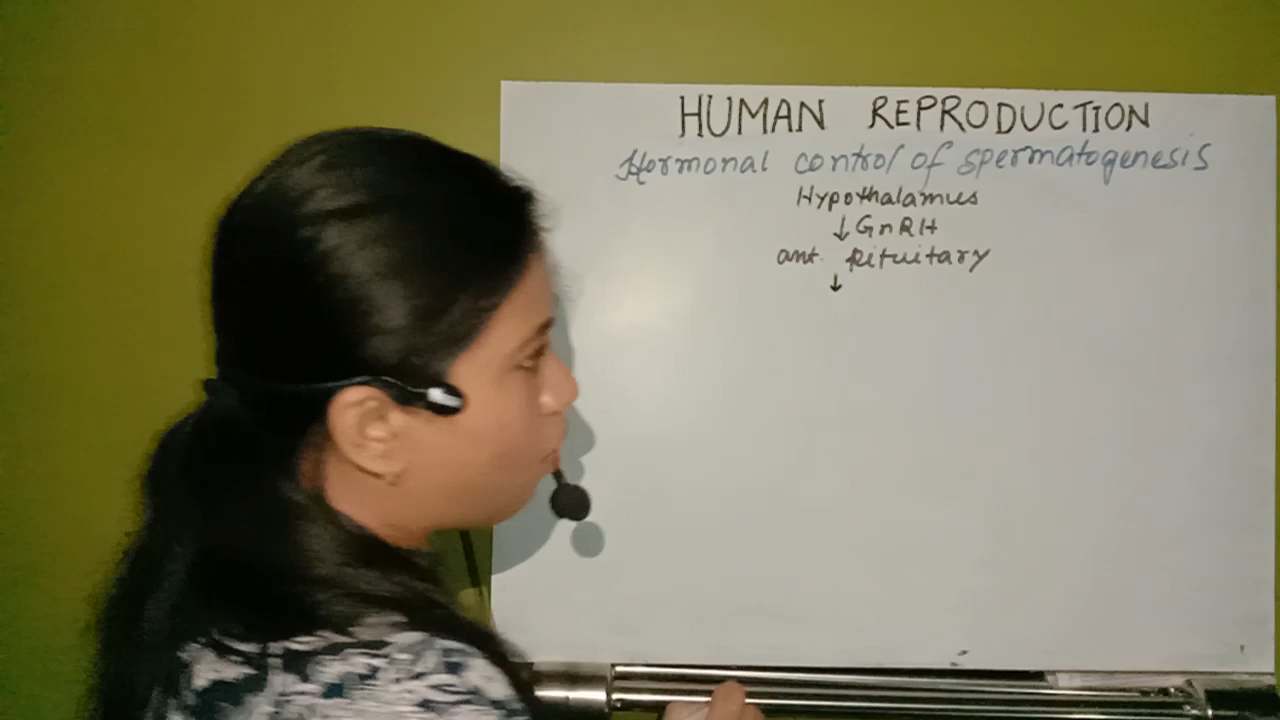 HUMAN REPRODUCTION
Hormonal control of spermatogenesis
Hypothalamus
↓ GnRH
ant. pituitary
↓